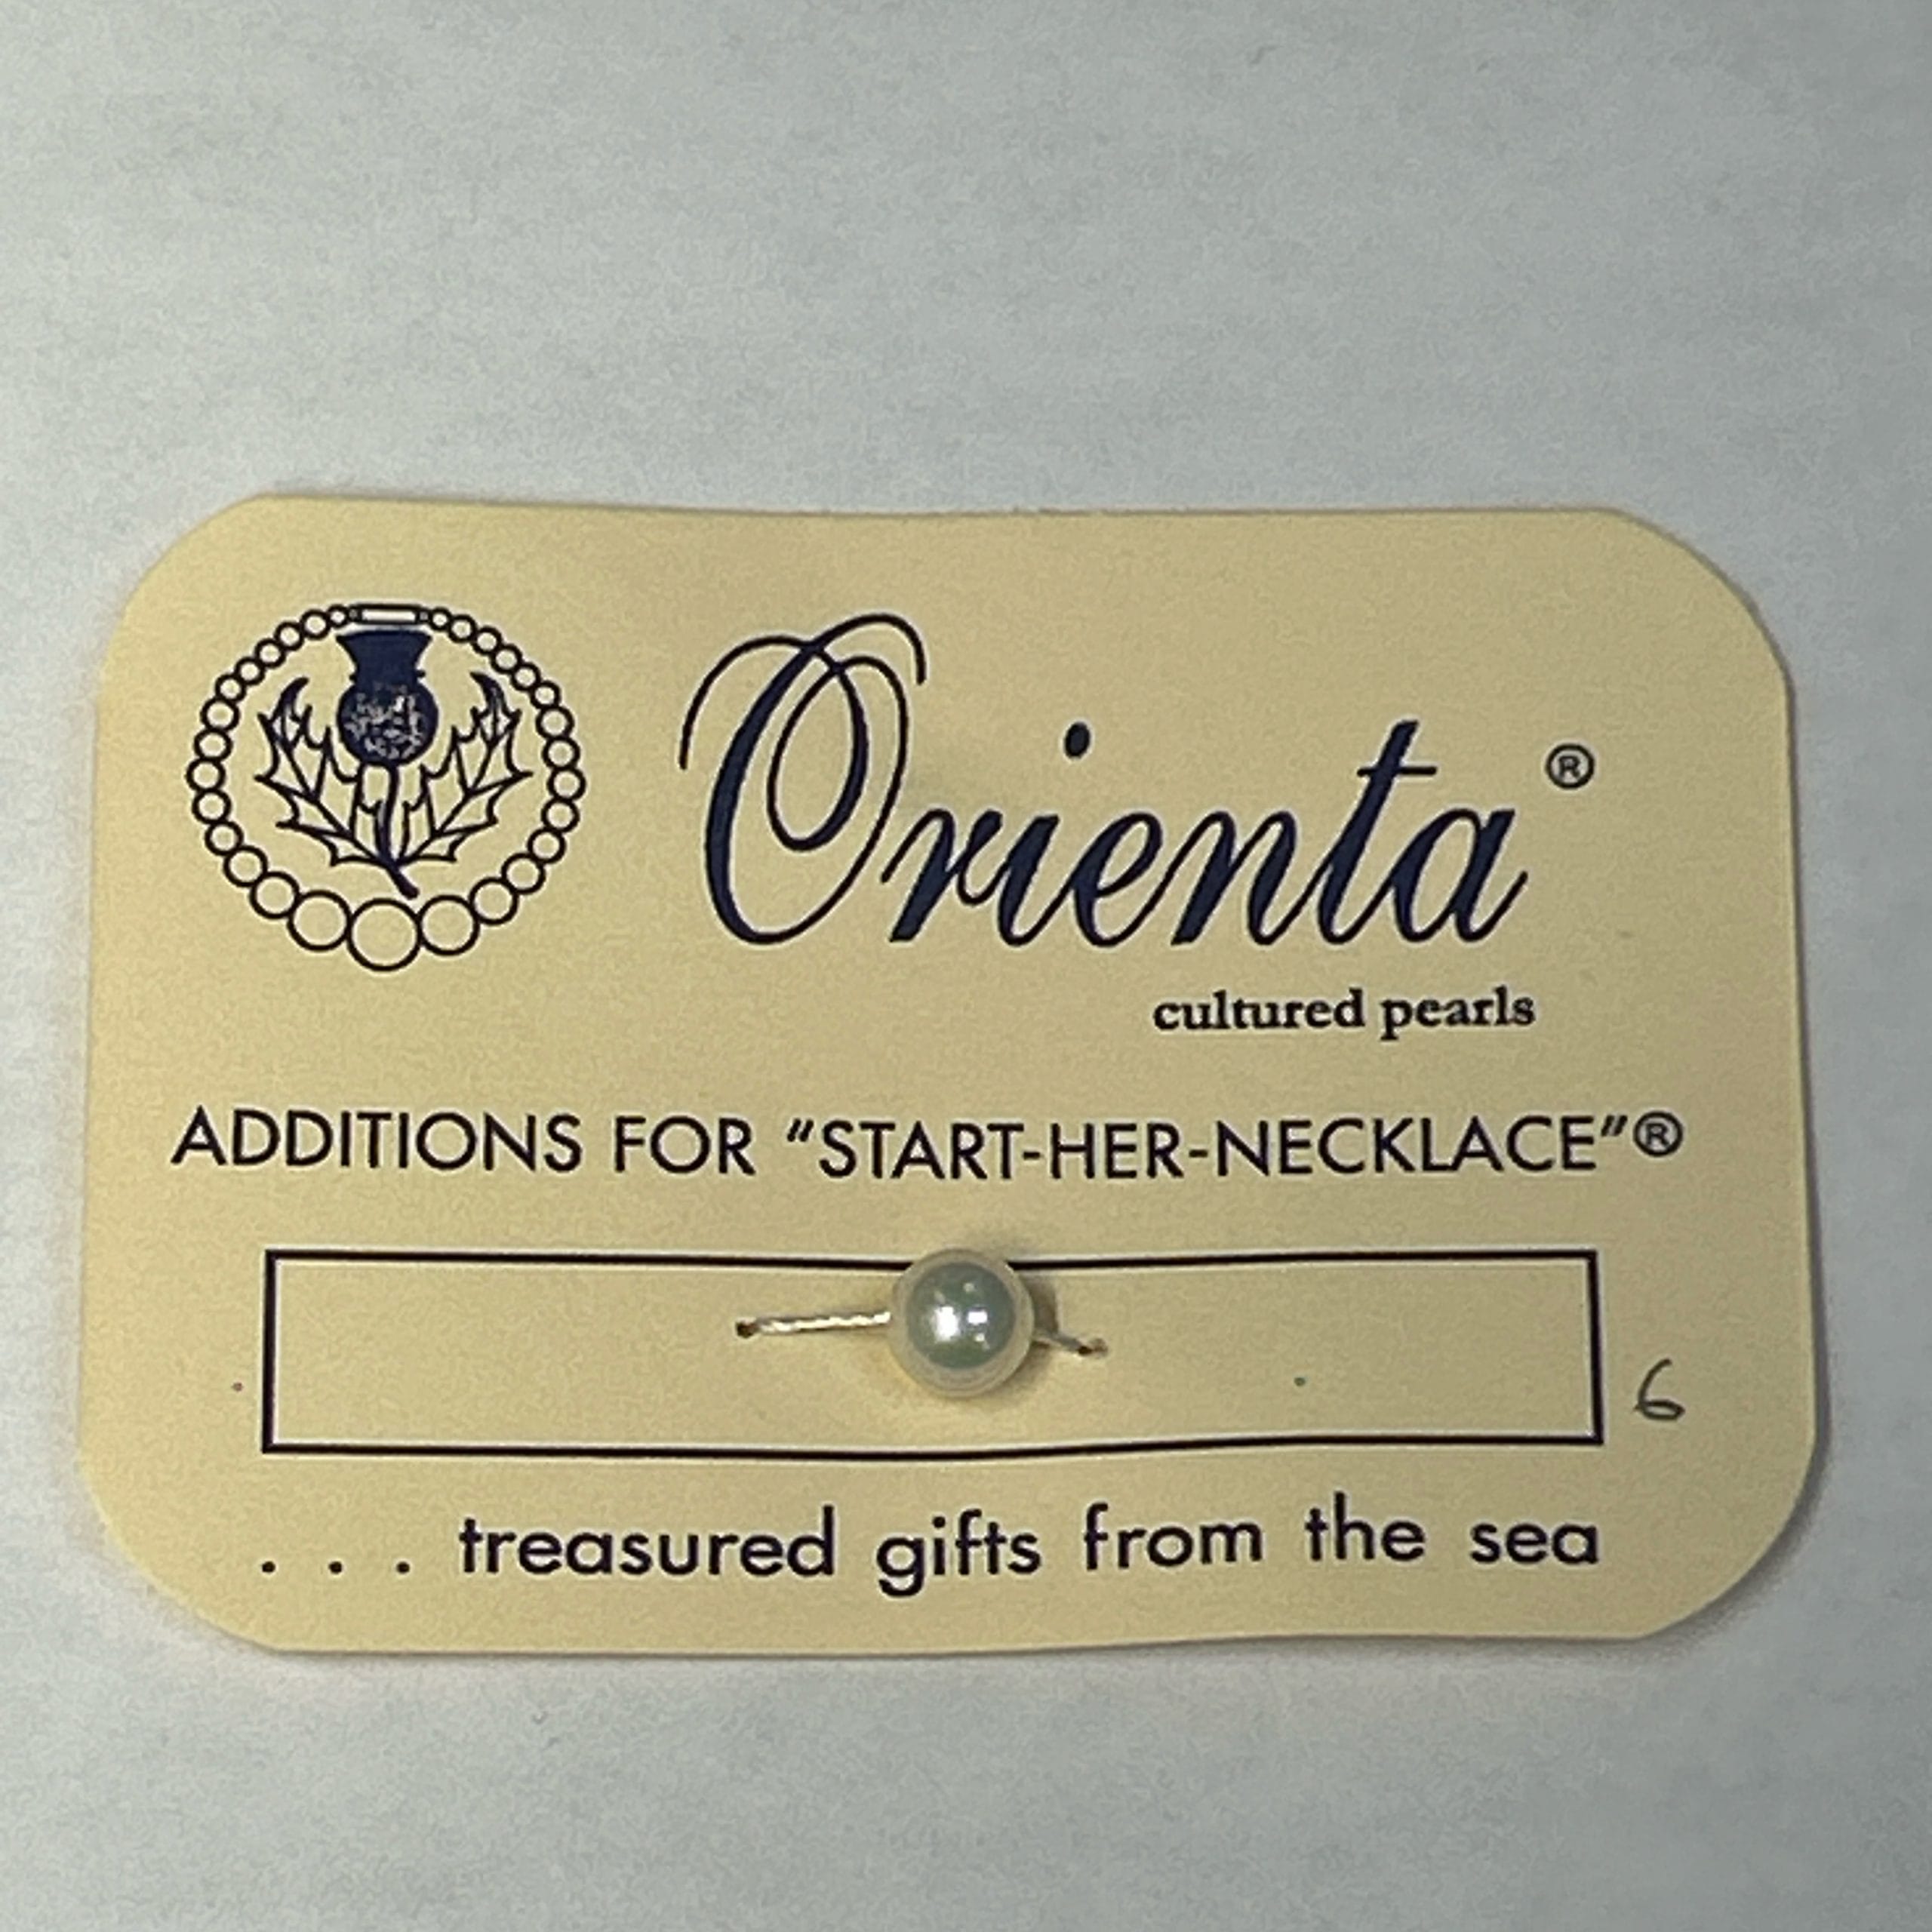 Orienta®
cultured pearls
ADDITIONS FOR “START-HER-NECKLACE”®
6
. . . treasured gifts from the sea